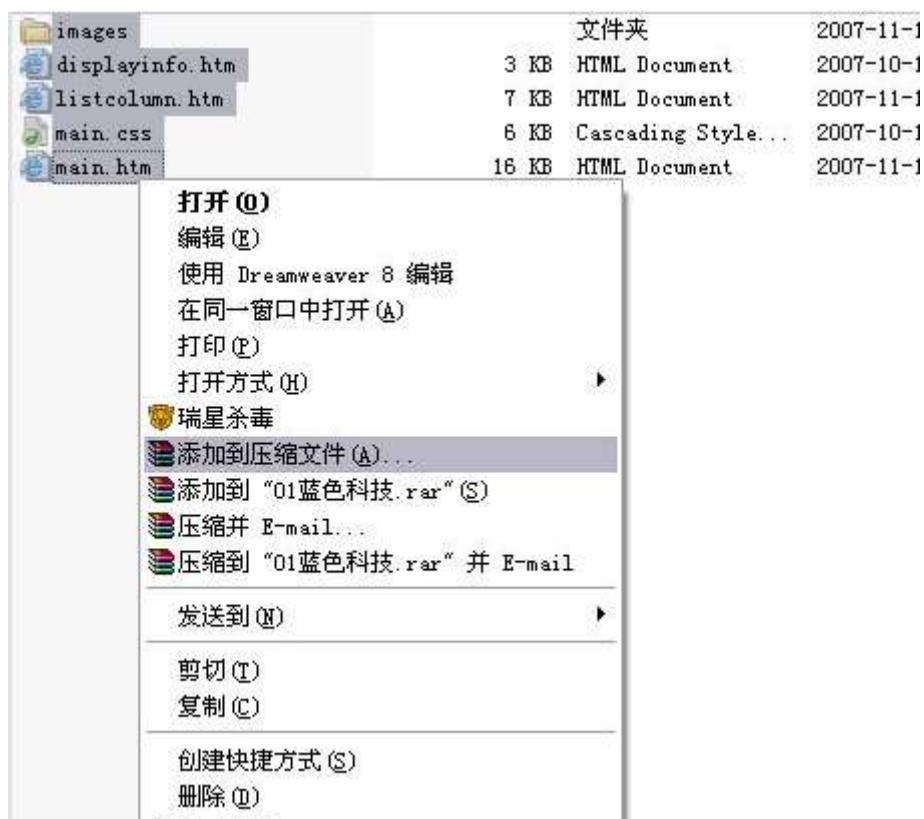 images 文件夹 2007-11-1
displayinfo.htm 3 KB HTML Document 2007-10-1
listcolumn.htm 7 KB HTML Document 2007-11-1
main.css 6 KB Cascading Style... 2007-10-1
main.htm 16 KB HTML Document 2007-11-1
打开(O)
编辑(E)
使用 Dreamweaver 8 编辑
在同一窗口中打开(A)
打印(P)
打开方式(H)
瑞星杀毒
添加到压缩文件(A)...
添加到 "01蓝色科技.rar"(S)
压缩并 E-mail...
压缩到 "01蓝色科技.rar" 并 E-mail
发送到(N)
剪切(T)
复制(C)
创建快捷方式(S)
删除(D)